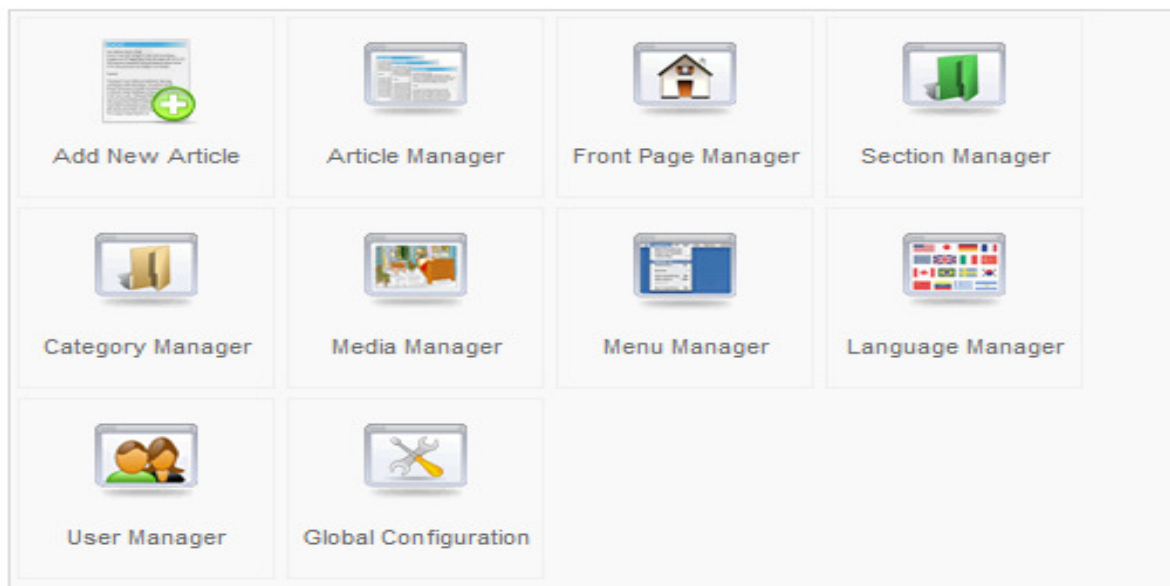 Add New Article
Article Manager
Front Page Manager
Section Manager
Category Manager
Media Manager
Menu Manager
Language Manager
User Manager
Global Configuration